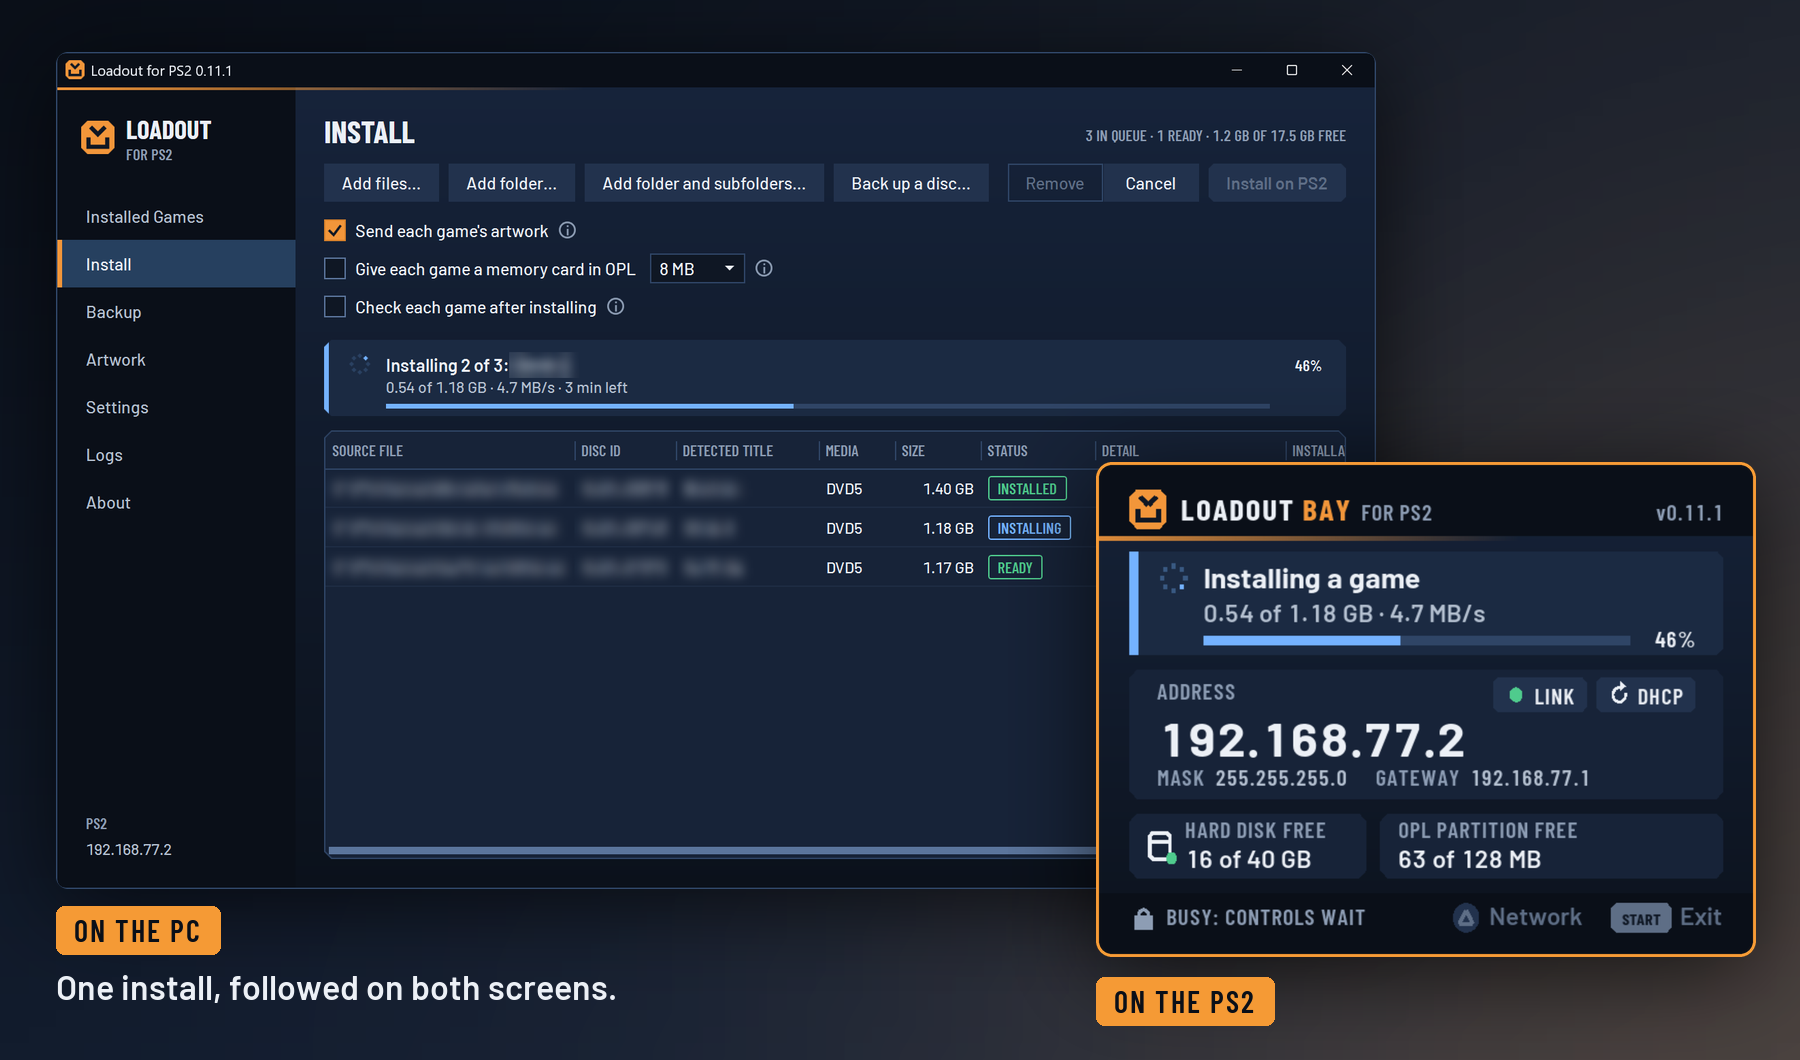 Loadout for PS2 0.11.1
LOADOUT
FOR PS2
Installed Games
Install
Backup
Artwork
Settings
Logs
About
PS2
192.168.77.2
INSTALL
3 IN QUEUE · 1 READY · 1.2 GB OF 17.5 GB FREE
Add files... Add folder... Add folder and subfolders... Back up a disc... Remove Cancel Install on PS2
Send each game's artwork
Give each game a memory card in OPL 8 MB
Check each game after installing
Installing 2 of 3: 46%
0.54 of 1.18 GB · 4.7 MB/s · 3 min left
SOURCE FILE DISC ID DETECTED TITLE MEDIA SIZE STATUS DETAIL INSTALLA
DVD5 1.40 GB INSTALLED
DVD5 1.18 GB INSTALLING
DVD5 1.17 GB READY
LOADOUT BAY FOR PS2 v0.11.1
Installing a game
0.54 of 1.18 GB · 4.7 MB/s
46%
ADDRESS LINK DHCP
192.168.77.2
MASK 255.255.255.0 GATEWAY 192.168.77.1
HARD DISK FREE
16 of 40 GB
OPL PARTITION FREE
63 of 128 MB
BUSY: CONTROLS WAIT Network START Exit
ON THE PC
One install, followed on both screens.
ON THE PS2